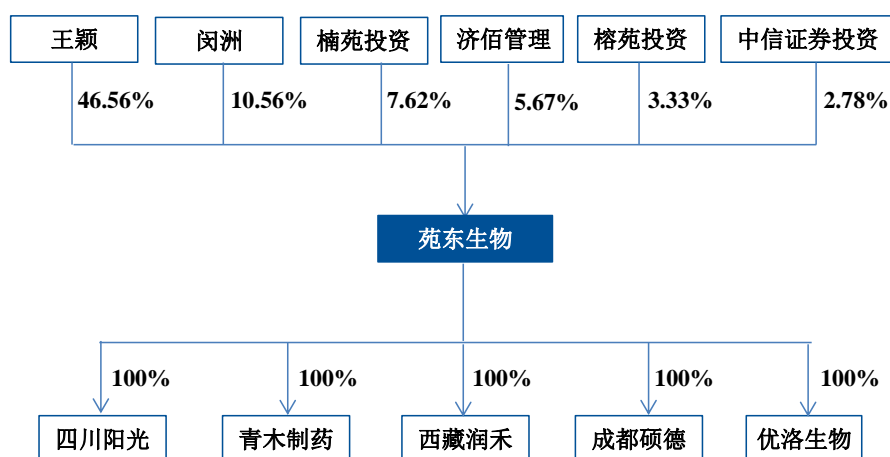 王颖
闵洲
楠苑投资
济佰管理
榕苑投资
中信证券投资
46.56%
10.56%
7.62%
5.67%
3.33%
2.78%
苑东生物
100%
100%
100%
100%
100%
四川阳光
青木制药
西藏润禾
成都硕德
优洛生物